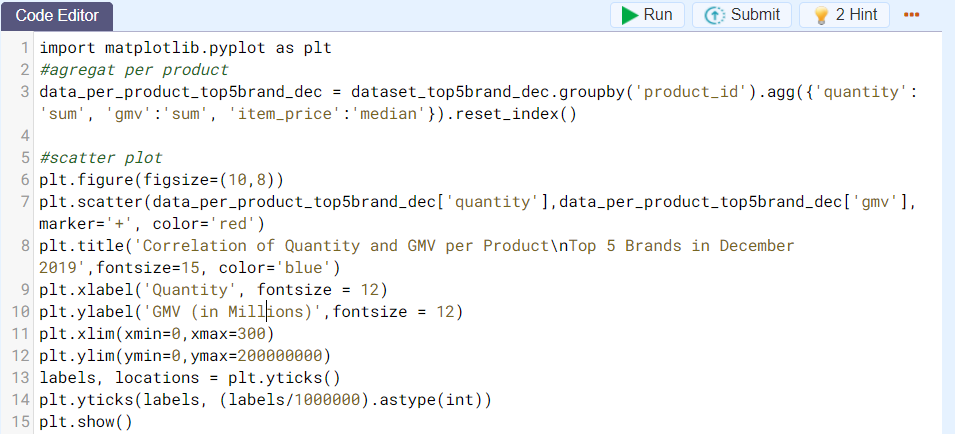 Code Editor
Run
Submit
2 Hint
1 import matplotlib.pyplot as plt
2 #agregat per product
3 data_per_product_top5brand_dec = dataset_top5brand_dec.groupby('product_id').agg({'quantity':
'sum', 'gmv':'sum', 'item_price':'median'}).reset_index()
4
5 #scatter plot
6 plt.figure(figsize=(10,8))
7 plt.scatter(data_per_product_top5brand_dec['quantity'],data_per_product_top5brand_dec['gmv'],
marker='+', color='red')
8 plt.title('Correlation of Quantity and GMV per Product\nTop 5 Brands in December
2019',fontsize=15, color='blue')
9 plt.xlabel('Quantity', fontsize = 12)
10 plt.ylabel('GMV (in Millions)',fontsize = 12)
11 plt.xlim(xmin=0,xmax=300)
12 plt.ylim(ymin=0,ymax=200000000)
13 labels, locations = plt.yticks()
14 plt.yticks(labels, (labels/1000000).astype(int))
15 plt.show()